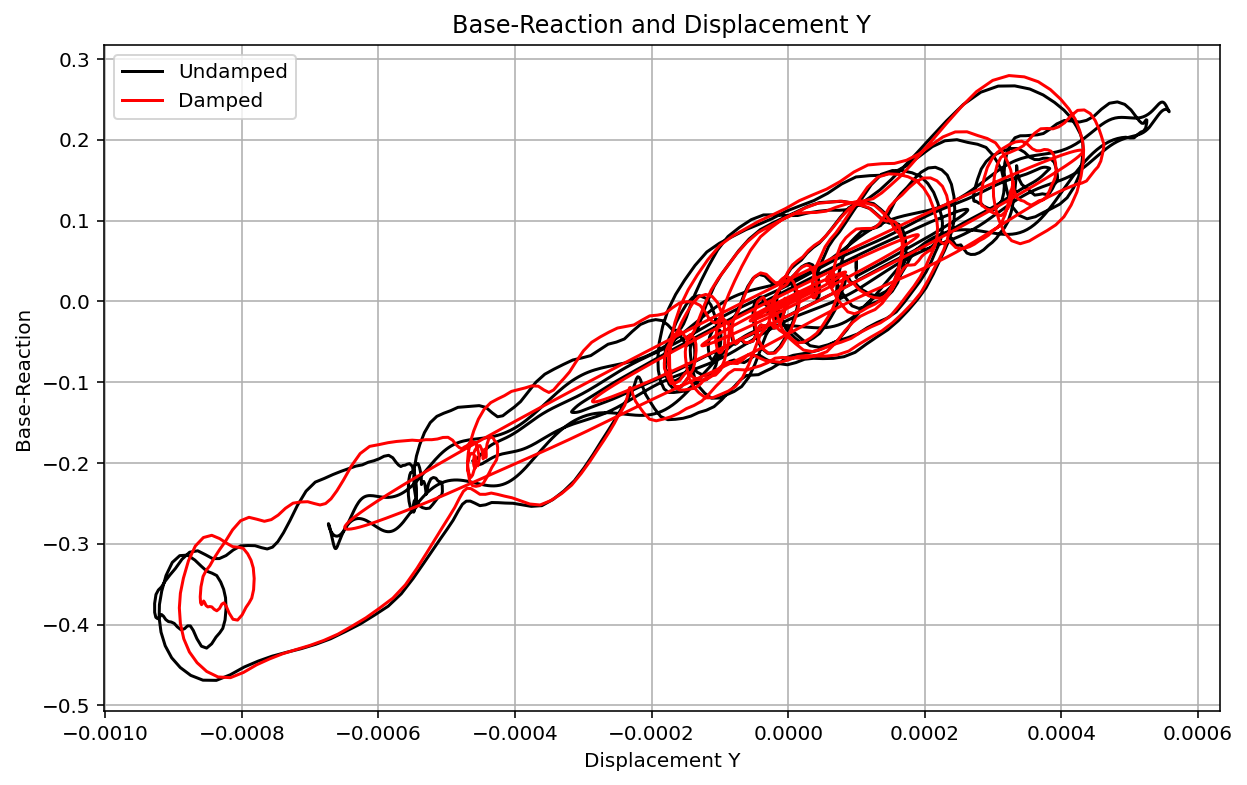 Base-Reaction and Displacement Y
Undamped
Damped
0.3
0.2
0.1
0.0
−0.1
−0.2
−0.3
−0.4
−0.5
Base-Reaction
−0.0010 −0.0008 −0.0006 −0.0004 −0.0002 0.0000 0.0002 0.0004 0.0006
Displacement Y